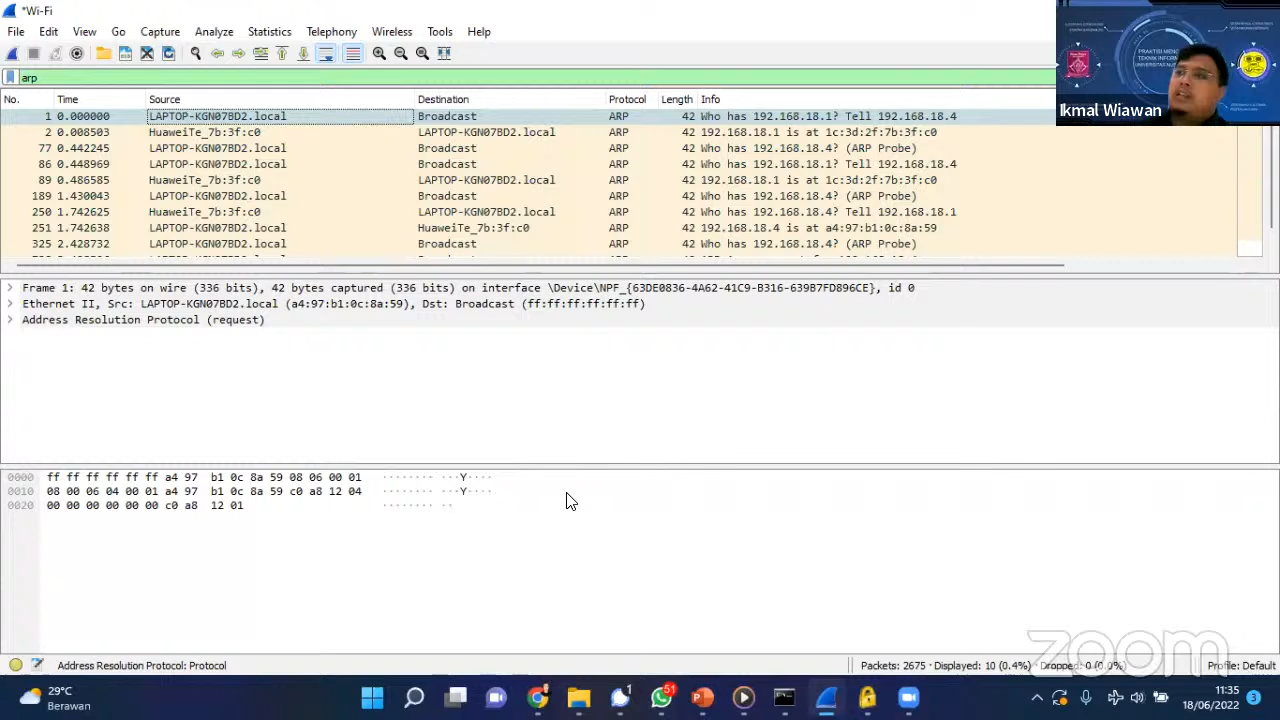 *Wi-Fi
File Edit View Go Capture Analyze Statistics Telephony Wireless Tools Help
arp
No. Time Source Destination Protocol Length Info
1 0.000000 LAPTOP-KGN07BD2.local Broadcast ARP 42 Who has 192.168.18.1? Tell 192.168.18.4
2 0.008503 HuaweiTe_7b:3f:c0 LAPTOP-KGN07BD2.local ARP 42 192.168.18.1 is at 1c:3d:2f:7b:3f:c0
77 0.442245 LAPTOP-KGN07BD2.local Broadcast ARP 42 Who has 192.168.18.4? (ARP Probe)
86 0.448969 LAPTOP-KGN07BD2.local Broadcast ARP 42 Who has 192.168.18.1? Tell 192.168.18.4
89 0.486585 HuaweiTe_7b:3f:c0 LAPTOP-KGN07BD2.local ARP 42 192.168.18.1 is at 1c:3d:2f:7b:3f:c0
189 1.430043 LAPTOP-KGN07BD2.local Broadcast ARP 42 Who has 192.168.18.4? (ARP Probe)
250 1.742625 HuaweiTe_7b:3f:c0 LAPTOP-KGN07BD2.local ARP 42 Who has 192.168.18.4? Tell 192.168.18.1
251 1.742638 LAPTOP-KGN07BD2.local HuaweiTe_7b:3f:c0 ARP 42 192.168.18.4 is at a4:97:b1:0c:8a:59
325 2.428732 LAPTOP-KGN07BD2.local Broadcast ARP 42 Who has 192.168.18.4? (ARP Probe)
Ikmal Wiawan
Frame 1: 42 bytes on wire (336 bits), 42 bytes captured (336 bits) on interface \Device\NPF_{63DE0836-4A62-41C9-B316-639B7FD896CE}, id 0
Ethernet II, Src: LAPTOP-KGN07BD2.local (a4:97:b1:0c:8a:59), Dst: Broadcast (ff:ff:ff:ff:ff:ff)
Address Resolution Protocol (request)
0000 ff ff ff ff ff ff a4 97 b1 0c 8a 59 08 06 00 01 ········ ···Y····
0010 08 00 06 04 00 01 a4 97 b1 0c 8a 59 c0 a8 12 04 ········ ···Y····
0020 00 00 00 00 00 00 c0 a8 12 01 ········ ··
zoom
Address Resolution Protocol: Protocol Packets: 2675 · Displayed: 10 (0.4%) · Dropped: 0 (0.0%) Profile: Default
29°C
Berawan
51
11:35
18/06/2022
3